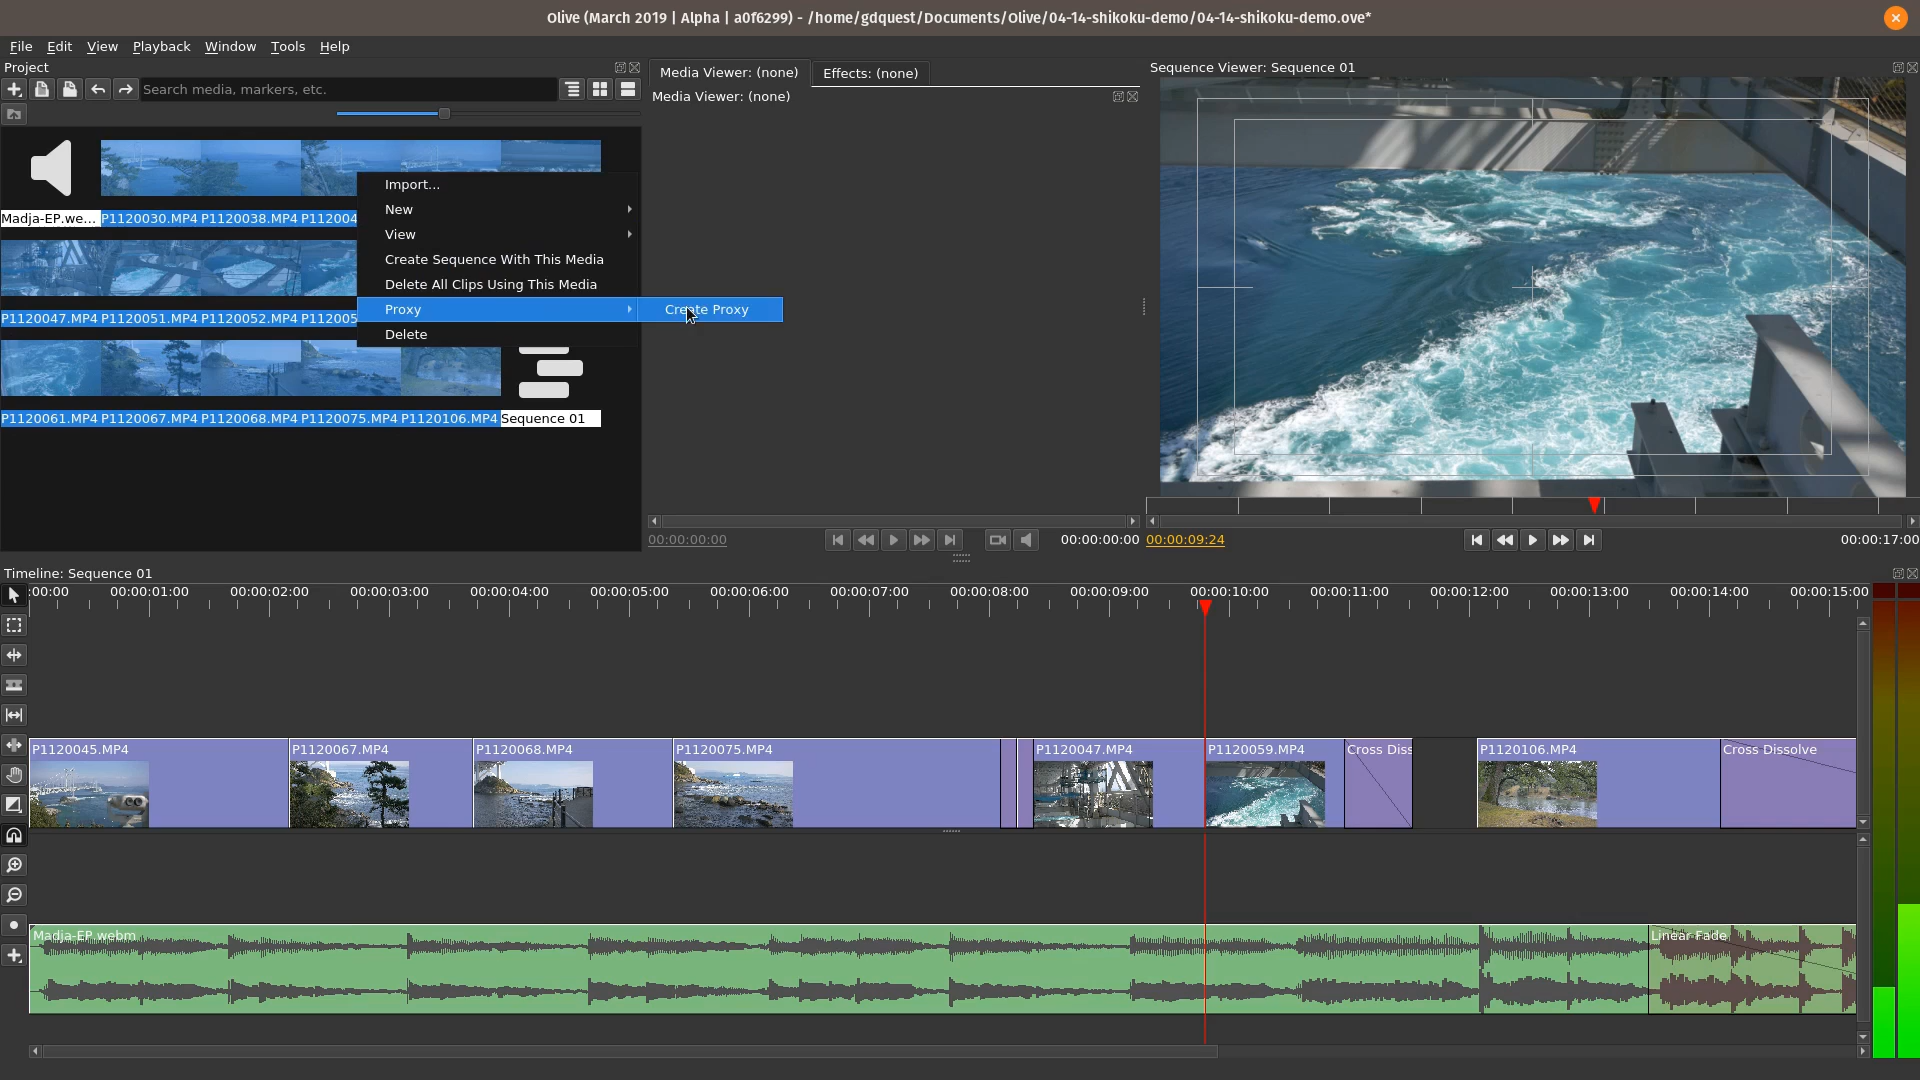 Olive (March 2019 | Alpha | a0f6299) - /home/gdquest/Documents/Olive/04-14-shikoku-demo/04-14-shikoku-demo.ove*
File Edit View Playback Window Tools Help
Project
Search media, markers, etc.
Madja-EP.we... P1120030.MP4 P1120038.MP4 P112004
P1120047.MP4 P1120051.MP4 P1120052.MP4 P112005
P1120061.MP4 P1120067.MP4 P1120068.MP4 P1120075.MP4 P1120106.MP4 Sequence 01
Import...
New
View
Create Sequence With This Media
Delete All Clips Using This Media
Proxy
Create Proxy
Delete
Media Viewer: (none) Effects: (none)
Media Viewer: (none)
00:00:00:00 00:00:00:00
Sequence Viewer: Sequence 01
00:00:09:24 00:00:17:00
Timeline: Sequence 01
:00:00 00:00:01:00 00:00:02:00 00:00:03:00 00:00:04:00 00:00:05:00 00:00:06:00 00:00:07:00 00:00:08:00 00:00:09:00 00:00:10:00 00:00:11:00 00:00:12:00 00:00:13:00 00:00:14:00 00:00:15:00
P1120045.MP4 P1120067.MP4 P1120068.MP4 P1120075.MP4 P1120047.MP4 P1120059.MP4 Cross Diss P1120106.MP4 Cross Dissolve
Madja-EP.webm Linear Fade